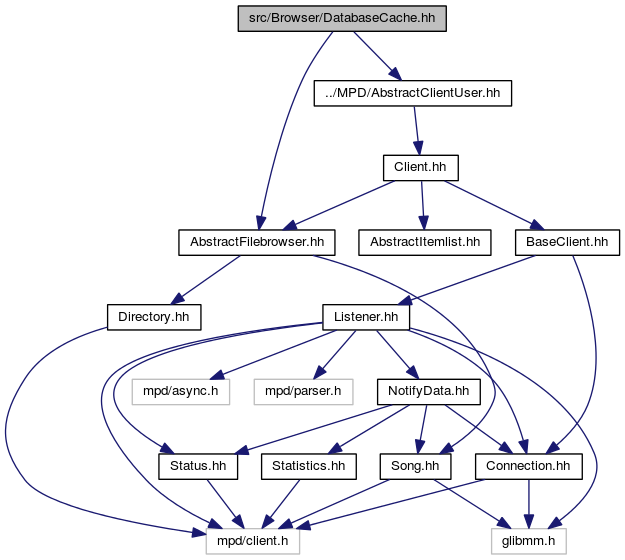 src/Browser/DatabaseCache.hh
../MPD/AbstractClientUser.hh
Client.hh
AbstractFilebrowser.hh
AbstractItemlist.hh
BaseClient.hh
Directory.hh
Listener.hh
mpd/async.h
mpd/parser.h
NotifyData.hh
Status.hh
Statistics.hh
Song.hh
Connection.hh
mpd/client.h
glibmm.h